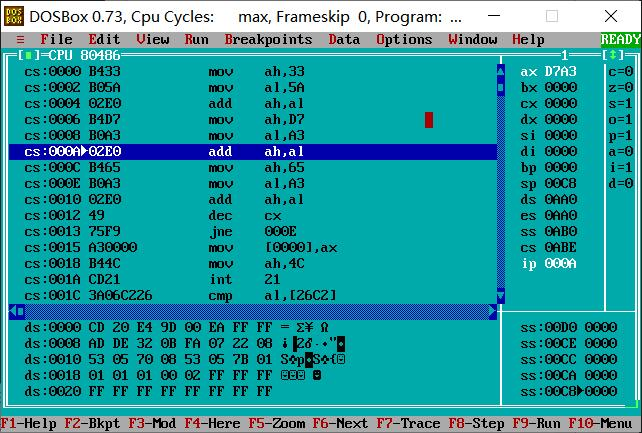 DOSBox 0.73, Cpu Cycles: max, Frameskip 0, Program: ...
≡ File Edit View Run Breakpoints Data Options Window Help READY
[■]=CPU 80486 1=[↕]
cs:0000 B433 mov ah,33 ax D7A3 c=0
cs:0002 B05A mov al,5A bx 0000 z=0
cs:0004 02E0 add ah,al cx 0000 s=1
cs:0006 B4D7 mov ah,D7 dx 0000 o=1
cs:0008 B0A3 mov al,A3 si 0000 p=1
cs:000A►02E0 add ah,al di 0000 a=0
cs:000C B465 mov ah,65 bp 0000 i=1
cs:000E B0A3 mov al,A3 sp 00C8 d=0
cs:0010 02E0 add ah,al ds 0AA0
cs:0012 49 dec cx es 0AA0
cs:0013 75F9 jne 000E ss 0AB0
cs:0015 A30000 mov [0000],ax cs 0ABE
cs:0018 B44C mov ah,4C ip 000A
cs:001A CD21 int 21
cs:001C 3A06C226 cmp al,[26C2]
ds:0000 CD 20 E4 9D 00 EA FF FF = Σ¥ Ω ss:00D0 0000
ds:0008 AD DE 32 0B FA 07 22 08 ss:00CE 0000
ds:0010 53 05 70 08 53 05 7B 01 S♣p◘S♣{☺ ss:00CC 0000
ds:0018 01 01 01 00 02 FF FF FF ☺☺☺ ☻ ss:00CA 0000
ds:0020 FF FF FF FF FF FF FF FF ss:00C8►0000
F1-Help F2-Bkpt F3-Mod F4-Here F5-Zoom F6-Next F7-Trace F8-Step F9-Run F10-Menu